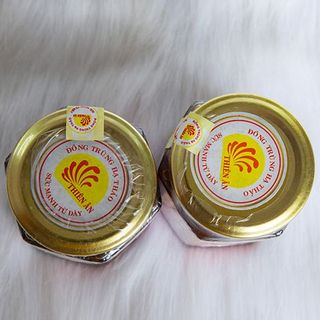 ĐÔNG TRÙNG HẠ THẢO
THIÊN ÂN
SỨC MẠNH TỪ ĐÂY
ĐÔNG TRÙNG HẠ THẢO
THIÊN ÂN
SỨC MẠNH TỪ ĐÂY